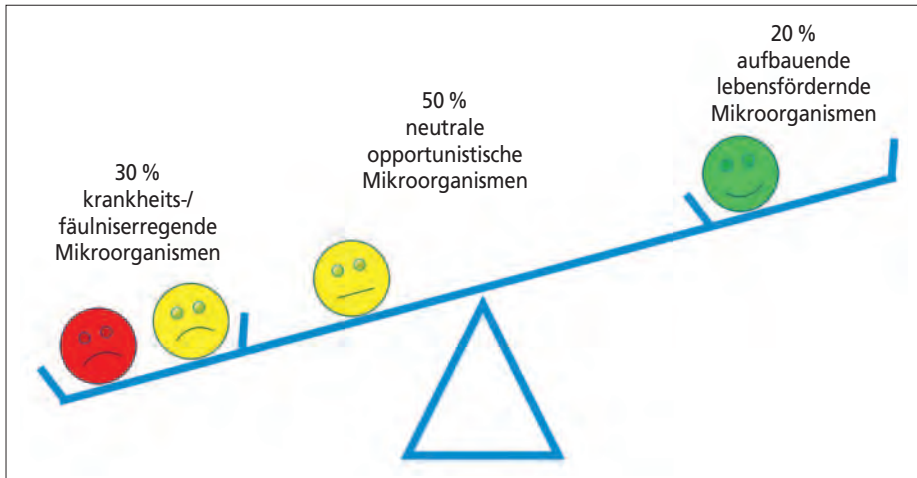 30 %
krankheits-/
fäulniserregende
Mikroorganismen
50 %
neutrale
opportunistische
Mikroorganismen
20 %
aufbauende
lebensfördernde
Mikroorganismen